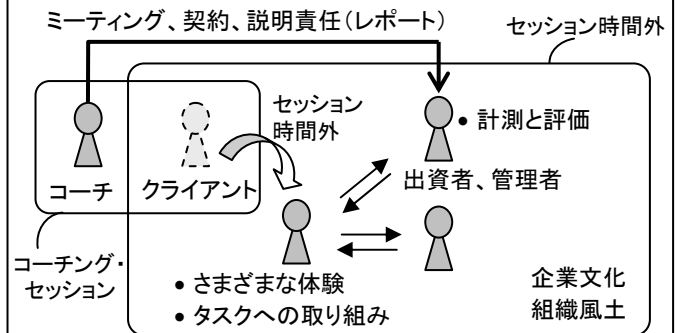 ミーティング、契約、説明責任（レポート）
セッション時間外
セッション
時間外
• 計測と評価
コーチ
クライアント
出資者、管理者
コーチング・
セッション
• さまざまな体験
• タスクへの取り組み
企業文化
組織風土